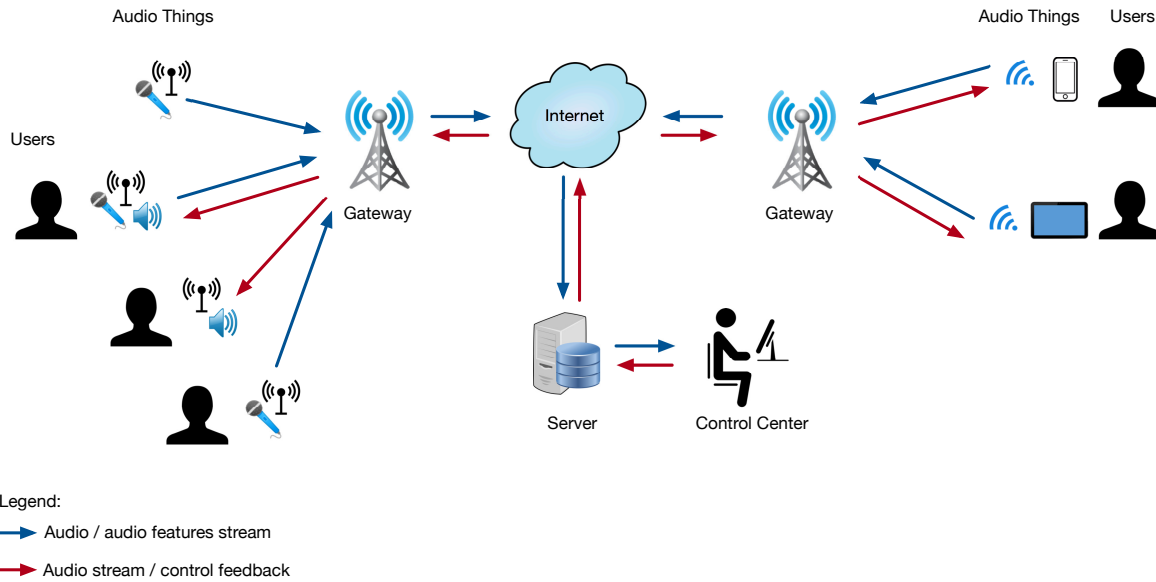 Audio Things
Audio Things
Users
Internet
Users
Gateway
Gateway
Server
Control Center
Legend:
Audio / audio features stream
Audio stream / control feedback